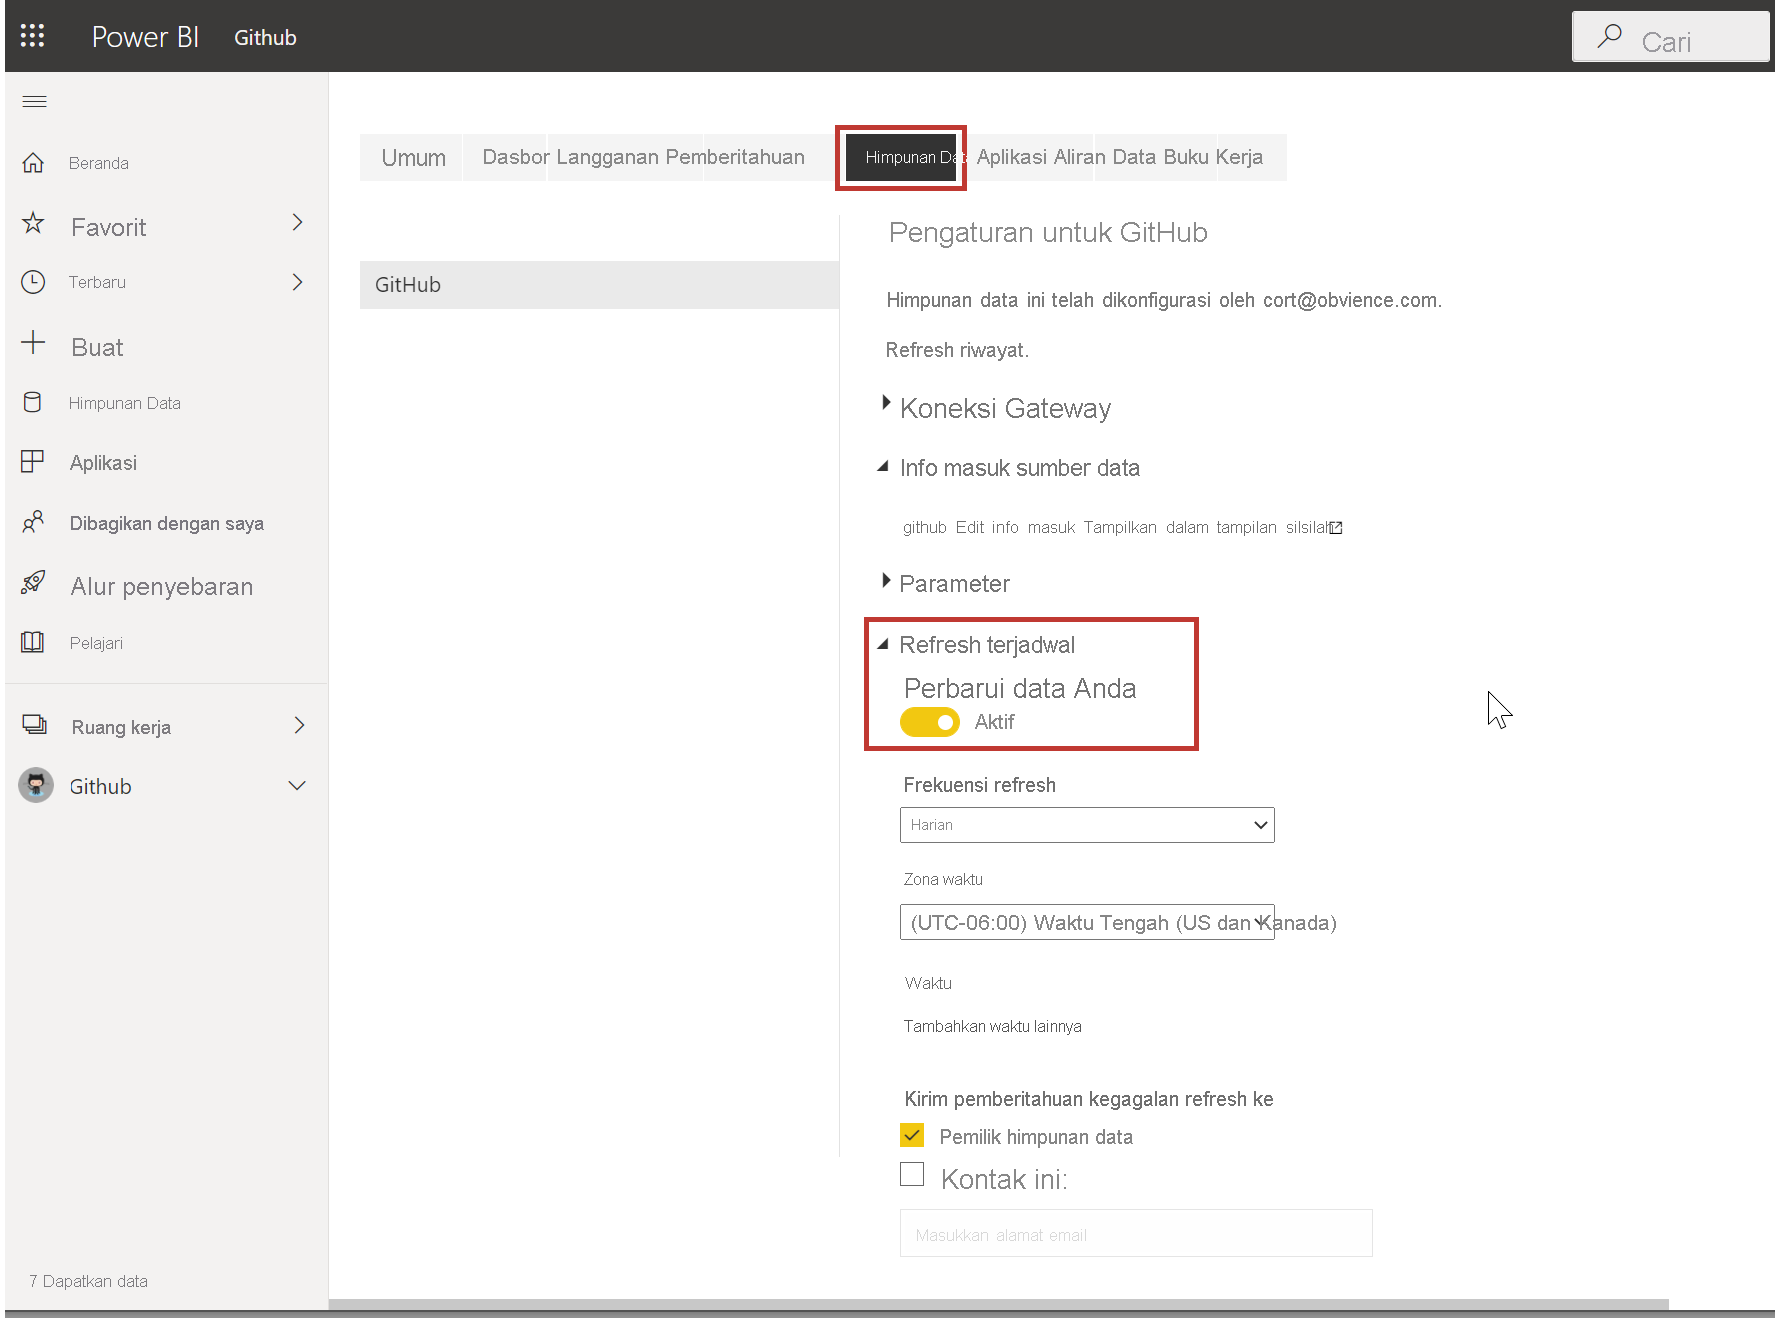 Power BI Github
Cari
Beranda
Favorit
Terbaru
Buat
Himpunan Data
Aplikasi
Dibagikan dengan saya
Alur penyebaran
Pelajari
Ruang kerja
Github
7 Dapatkan data
Umum Dasbor Langganan Pemberitahuan Himpunan Data Aplikasi Aliran Data Buku Kerja
GitHub
Pengaturan untuk GitHub
Himpunan data ini telah dikonfigurasi oleh cort@obvience.com.
Refresh riwayat.
Koneksi Gateway
Info masuk sumber data
github Edit info masuk Tampilkan dalam tampilan silsilah
Parameter
Refresh terjadwal
Perbarui data Anda
Aktif
Frekuensi refresh
Harian
Zona waktu
(UTC-06:00) Waktu Tengah (US dan Kanada)
Waktu
Tambahkan waktu lainnya
Kirim pemberitahuan kegagalan refresh ke
Pemilik himpunan data
Kontak ini:
Masukkan alamat email